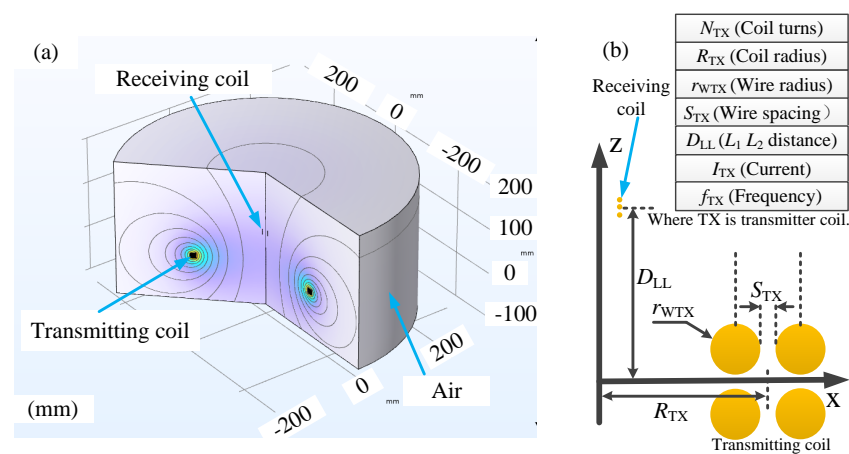 (a)
Receiving coil
200
0
mm
-200
200
100
mm
0
-100
Transmitting coil
Air
200
0
mm
-200
(mm)
(b)
N_TX (Coil turns)
R_TX (Coil radius)
r_WTX (Wire radius)
S_TX (Wire spacing）
D_LL (L_1 L_2 distance)
I_TX (Current)
f_TX (Frequency)
Where TX is transmitter coil.
Receiving
coil
Z
D_LL
S_TX
r_WTX
X
R_TX
Transmitting coil